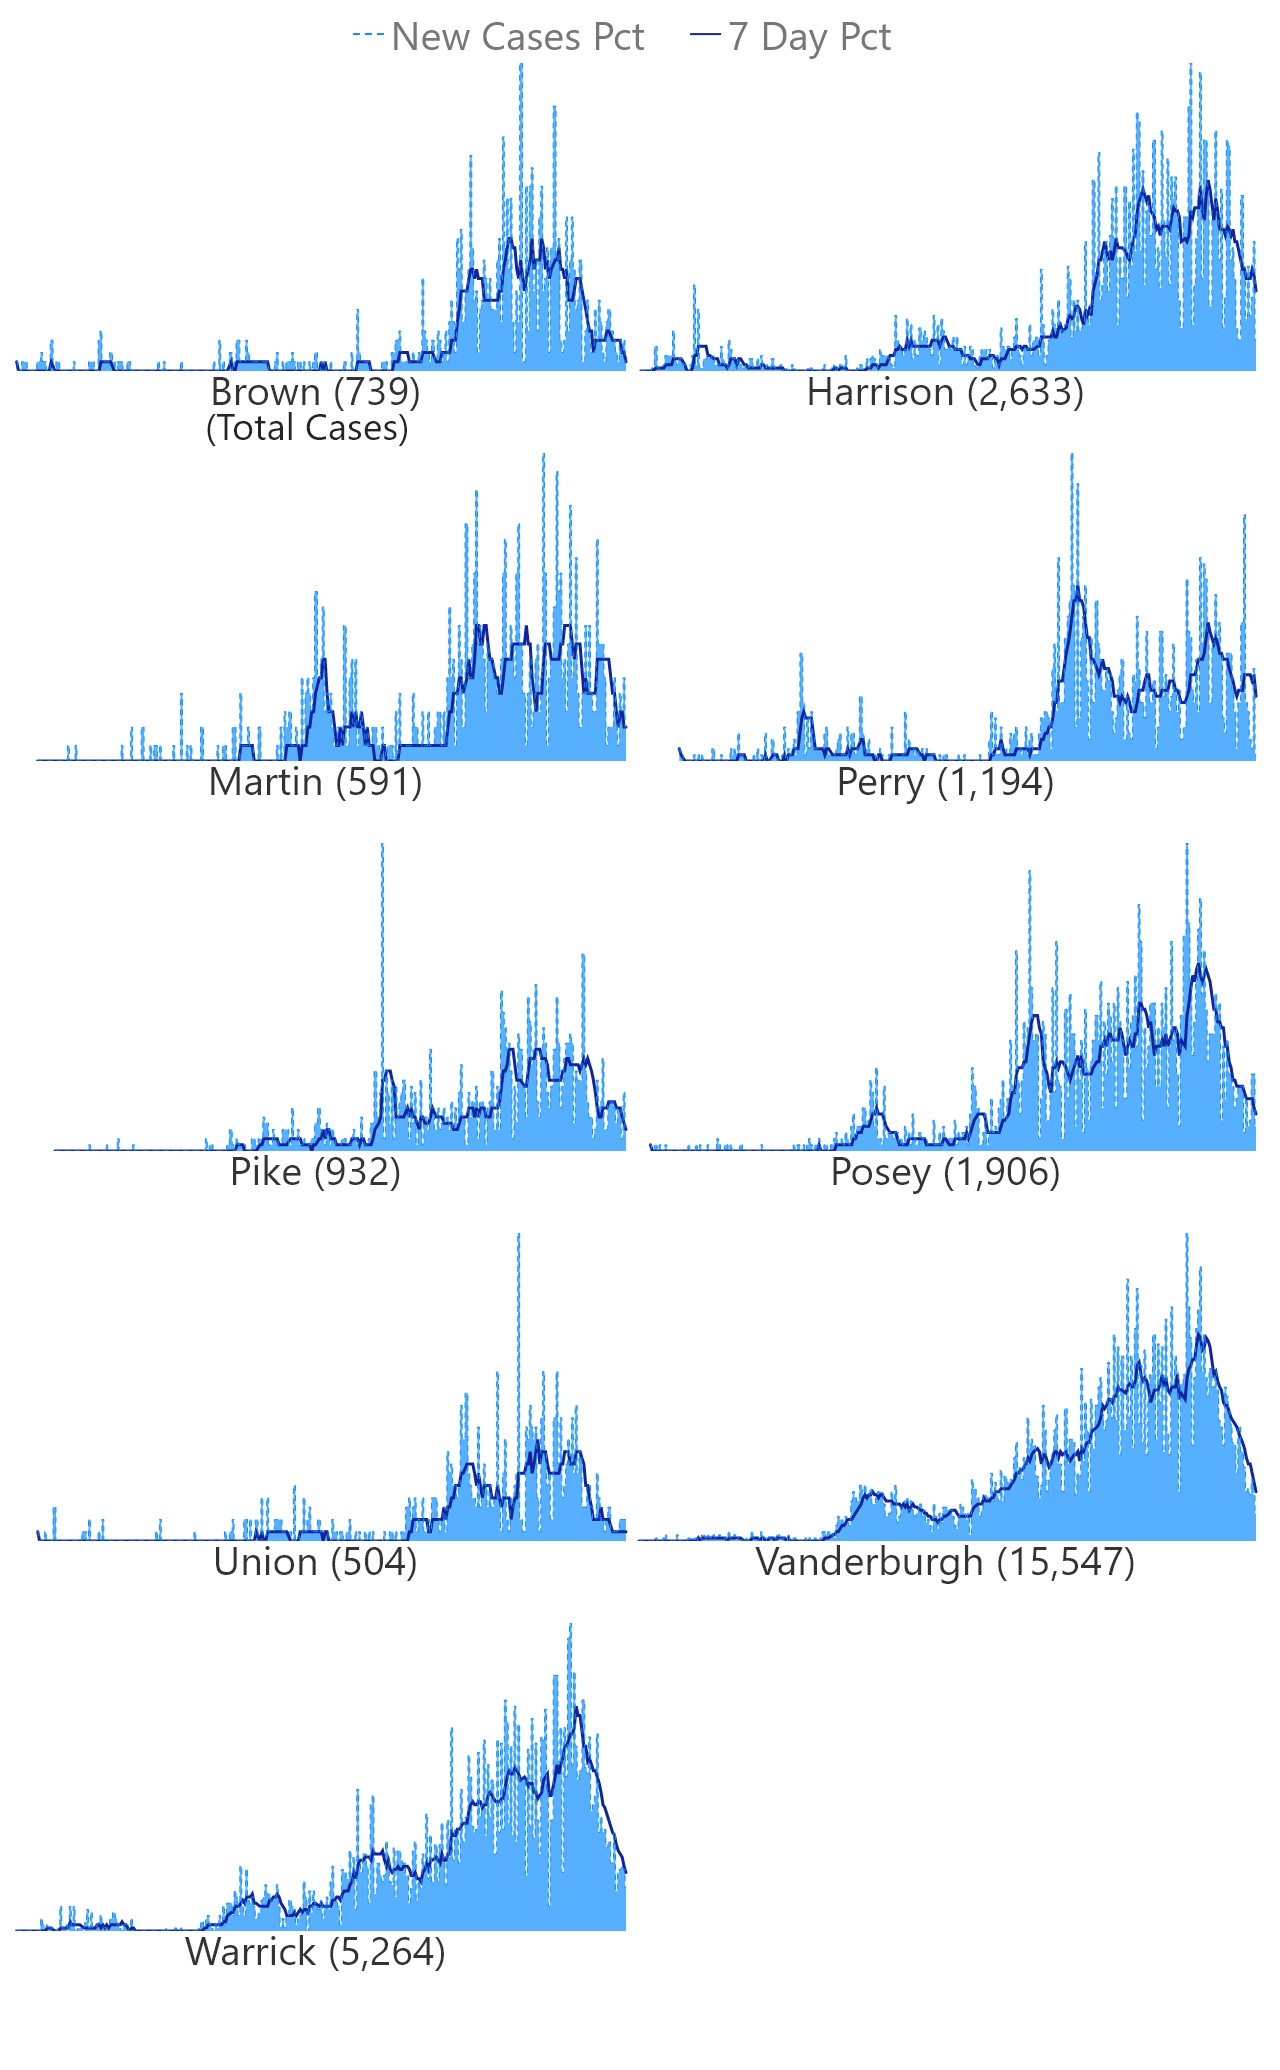 New Cases Pct 7 Day Pct
Brown (739) Harrison (2,633)
(Total Cases)
Martin (591) Perry (1,194)
Pike (932) Posey (1,906)
Union (504) Vanderburgh (15,547)
Warrick (5,264)